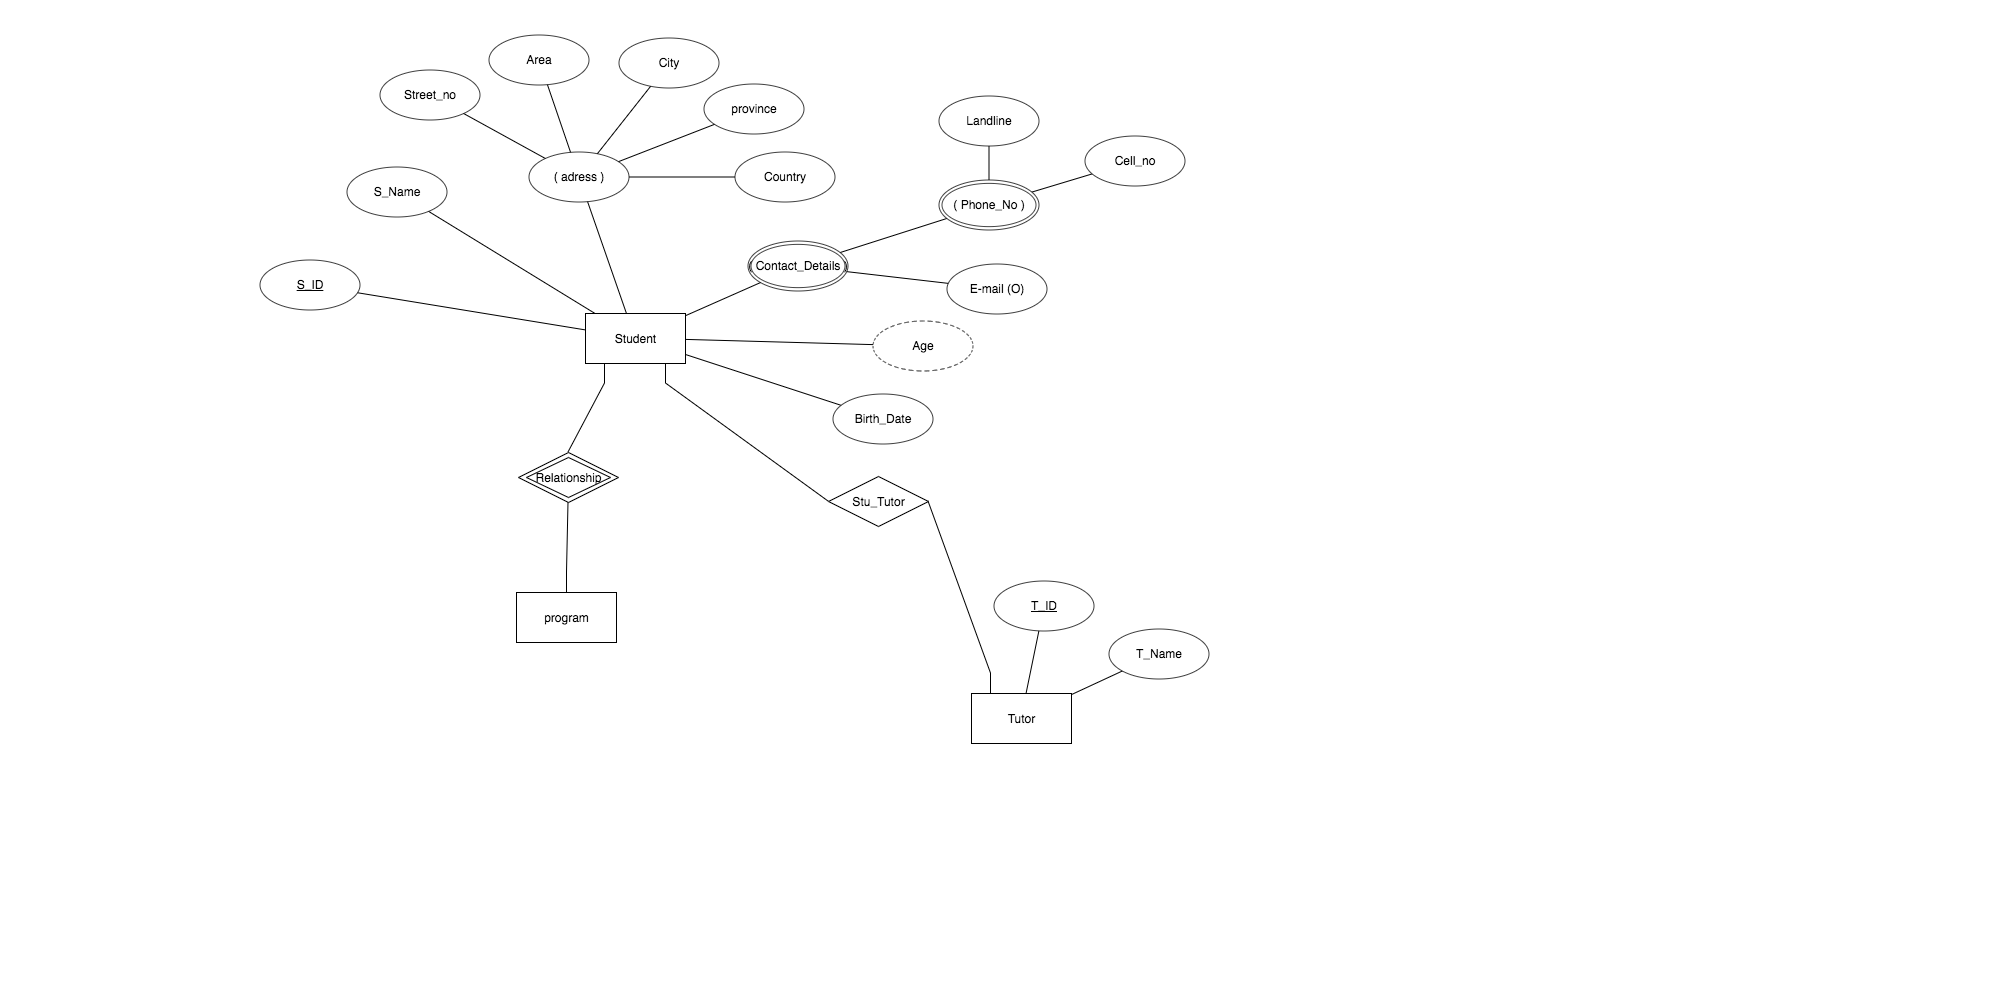 Area
City
Street_no
province
Landline
Cell_no
( adress )
Country
S_Name
( Phone_No )
(Contact_Details)
S_ID
E-mail (O)
Student
Age
Birth_Date
Relationship
Stu_Tutor
T_ID
program
T_Name
Tutor